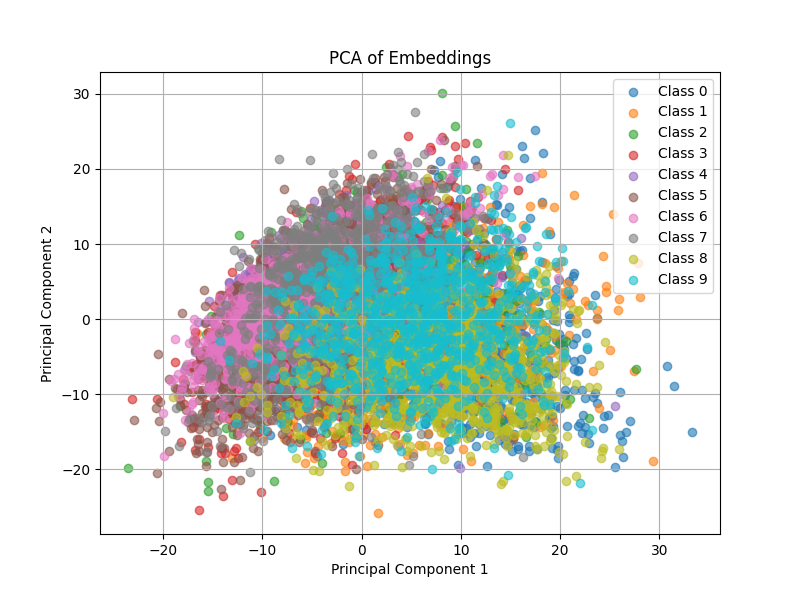 PCA of Embeddings
Class 0
Class 1
Class 2
Class 3
Class 4
Class 5
Class 6
Class 7
Class 8
Class 9
30
20
10
0
−10
−20
Principal Component 2
−20 −10 0 10 20 30
Principal Component 1